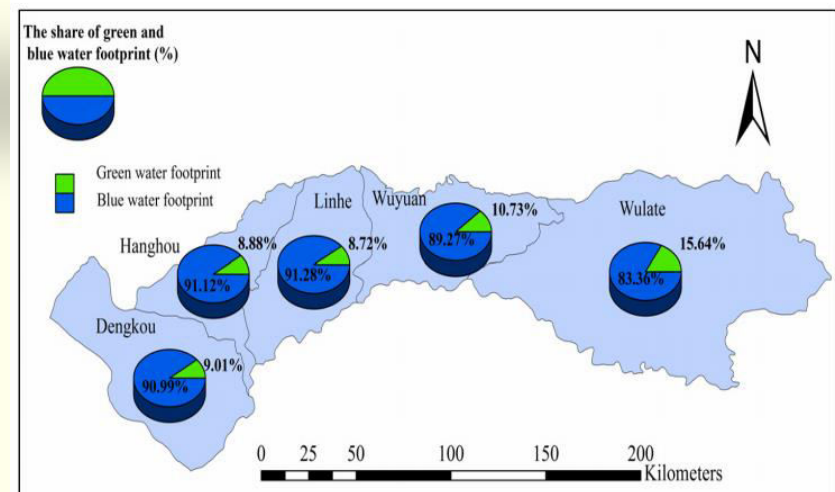 The share of green and
blue water footprint (%)
N
Green water footprint
Blue water footprint
Linhe
Wuyuan
10.73%
Wulate
Hanghou
8.88%
8.72%
89.27%
15.64%
91.12%
91.28%
83.36%
Dengkou
9.01%
90.99%
0 25 50 100 150 200
Kilometers